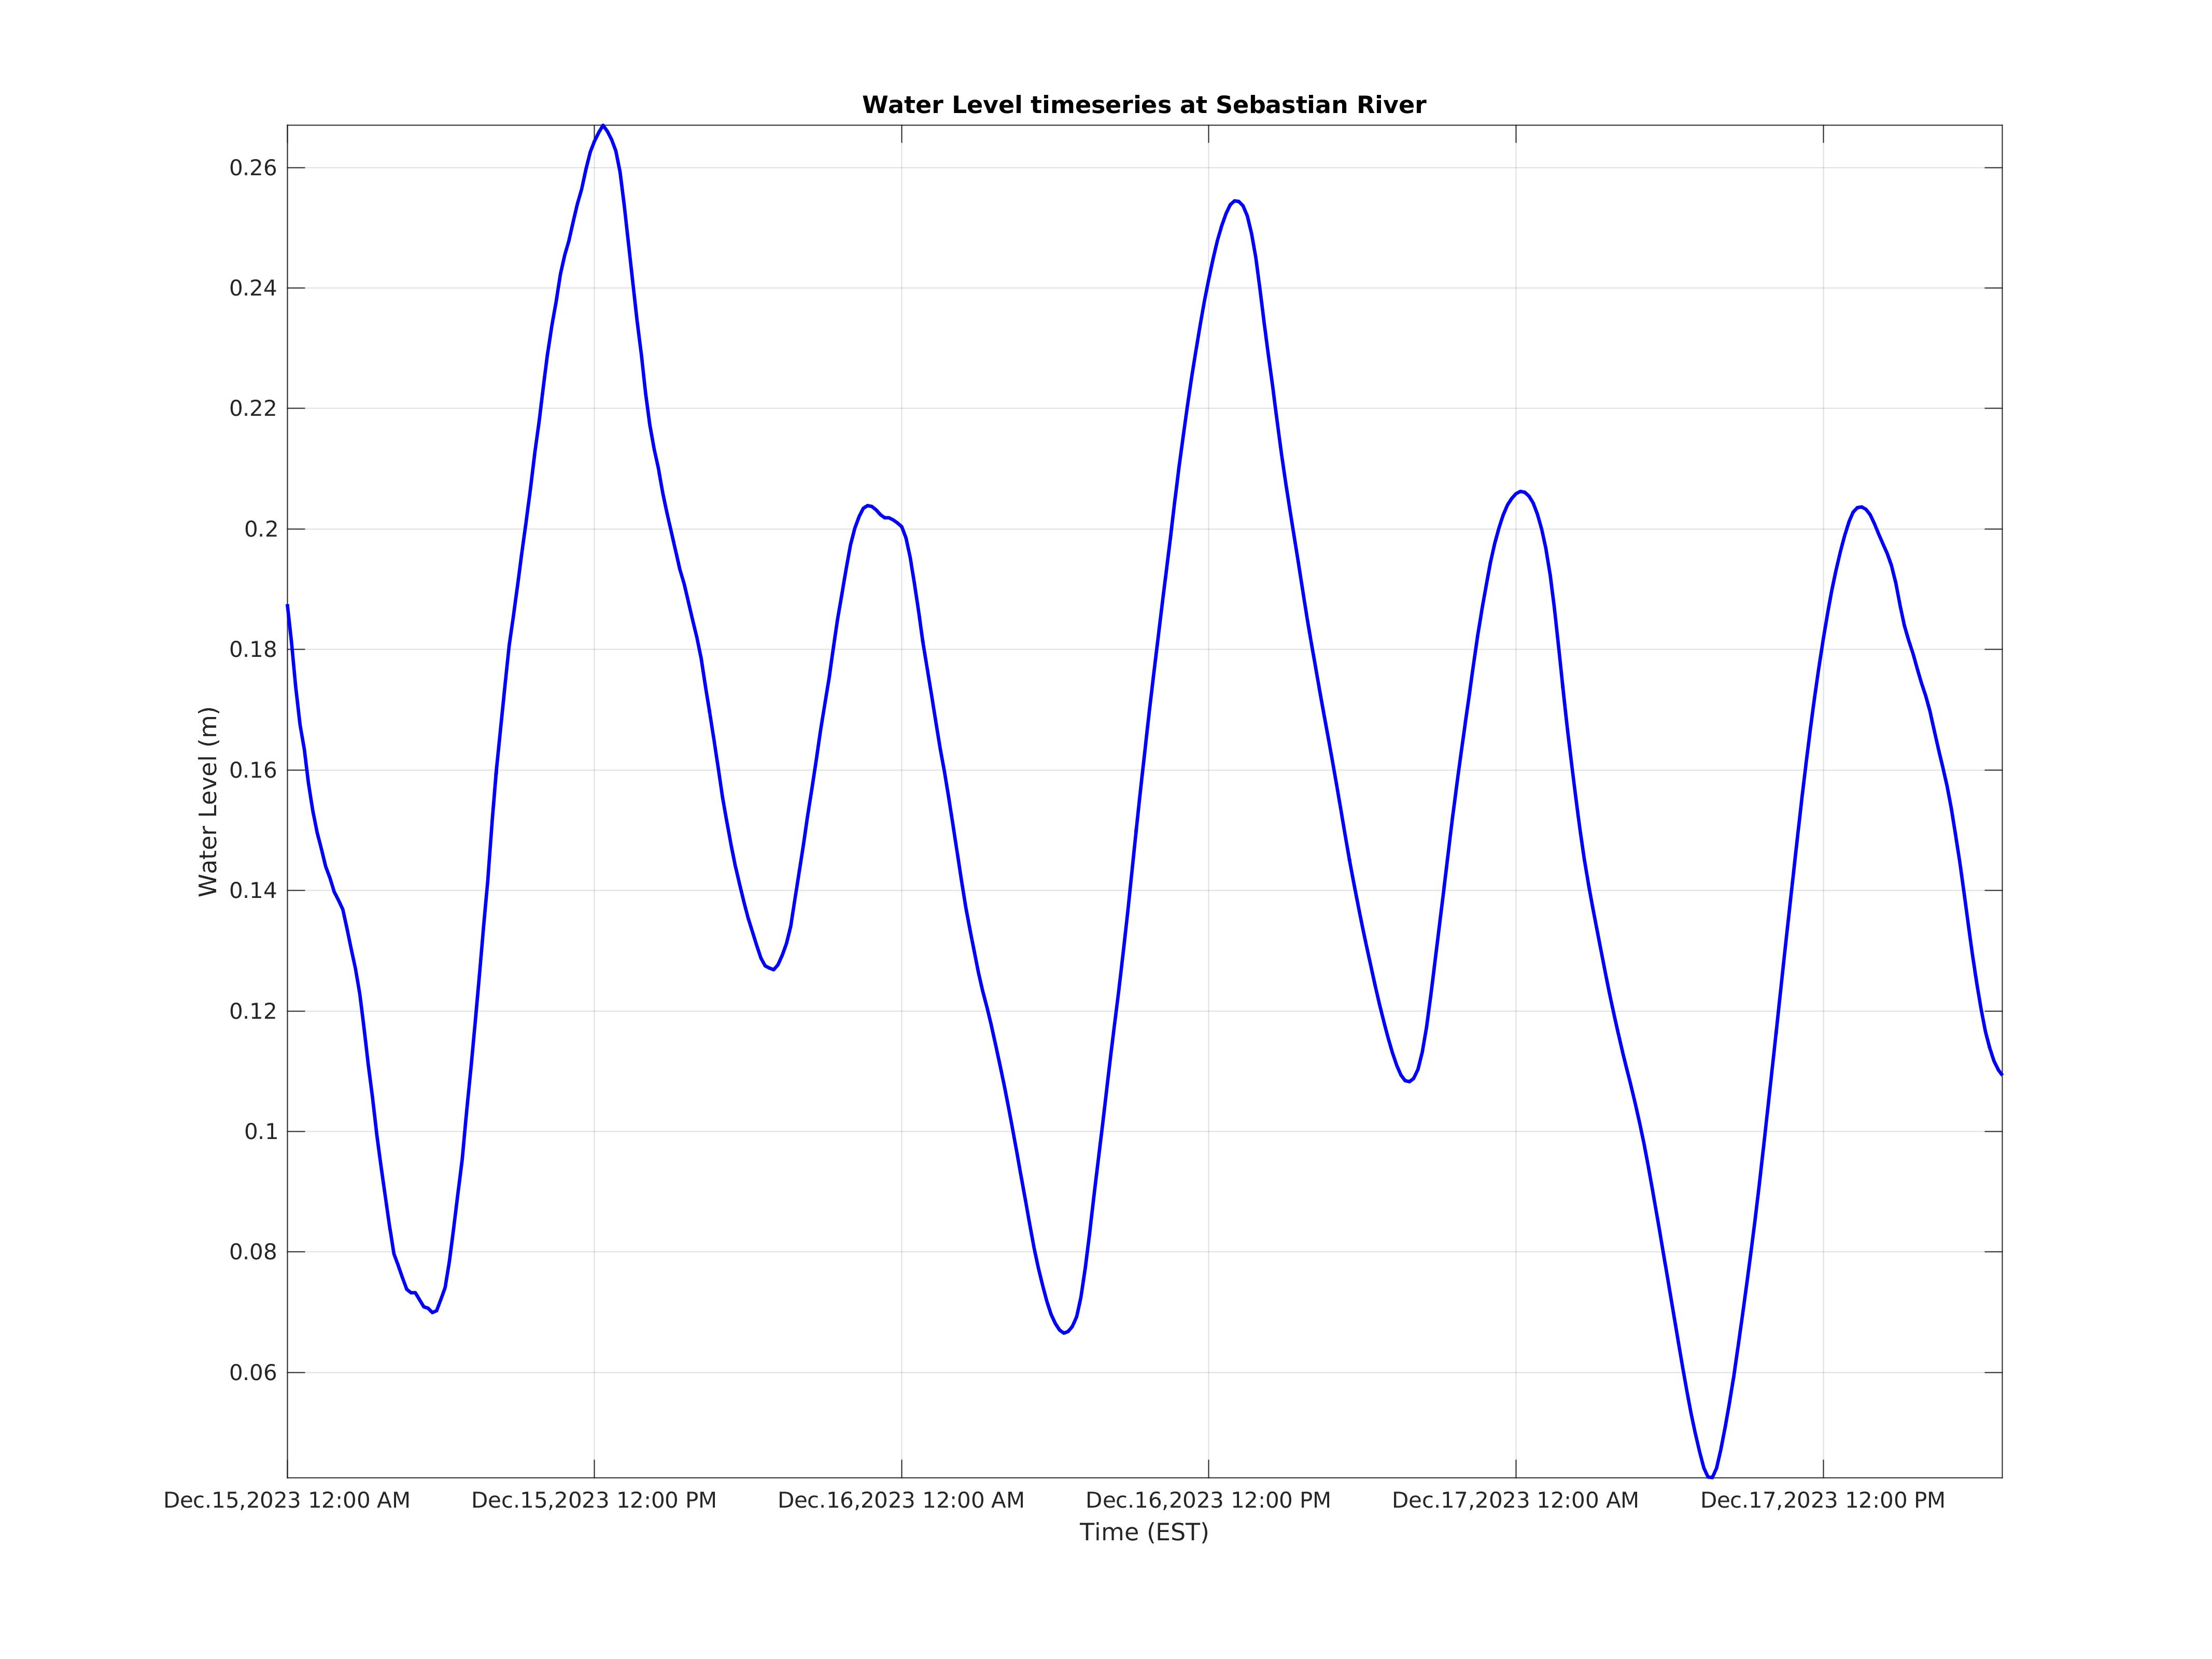 Water Level timeseries at Sebastian River
0.26
0.24
0.22
0.2
0.18
0.16
0.14
0.12
0.1
0.08
0.06
Water Level (m)
Dec.15,2023 12:00 AM
Dec.15,2023 12:00 PM
Dec.16,2023 12:00 AM
Dec.16,2023 12:00 PM
Dec.17,2023 12:00 AM
Dec.17,2023 12:00 PM
Time (EST)